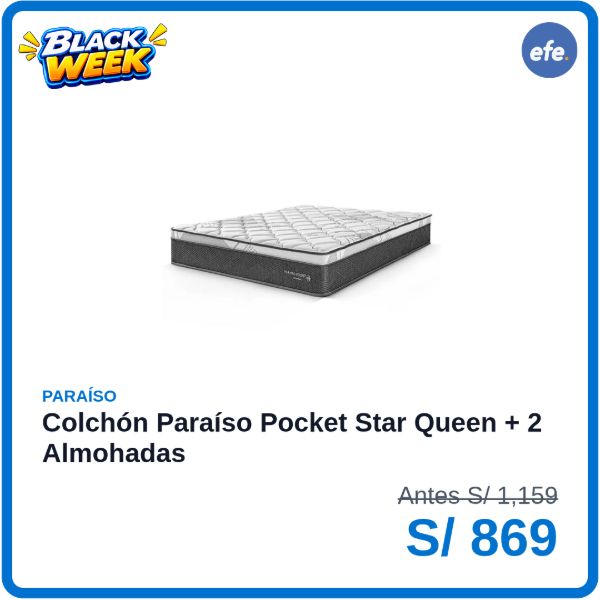 BLACK
WEEK
efe.
PARAÍSO
Colchón Paraíso Pocket Star Queen + 2
Almohadas
Antes S/ 1,159
S/ 869